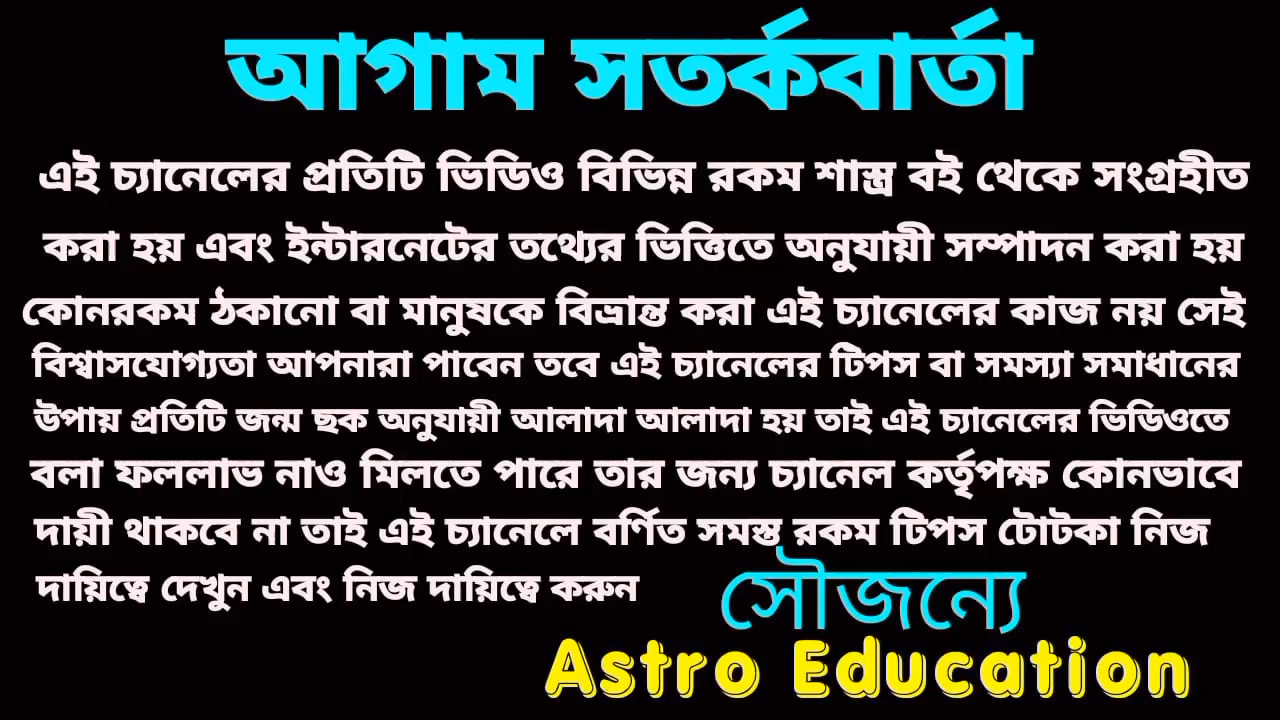 আগাম সতর্কবার্তা
এই চ্যানেলের প্রতিটি ভিডিও বিভিন্ন রকম শাস্ত্র বই থেকে সংগ্রহীত
করা হয় এবং ইন্টারনেটের তথ্যের ভিত্তিতে অনুযায়ী সম্পাদন করা হয়
কোনরকম ঠকানো বা মানুষকে বিভ্রান্ত করা এই চ্যানেলের কাজ নয় সেই
বিশ্বাসযোগ্যতা আপনারা পাবেন তবে এই চ্যানেলের টিপস বা সমস্যা সমাধানের
উপায় প্রতিটি জন্ম ছক অনুযায়ী আলাদা আলাদা হয় তাই এই চ্যানেলের ভিডিওতে
বলা ফললাভ নাও মিলতে পারে তার জন্য চ্যানেল কর্তৃপক্ষ কোনভাবে
দায়ী থাকবে না তাই এই চ্যানেলে বর্ণিত সমস্ত রকম টিপস টোটকা নিজ
দায়িত্বে দেখুন এবং নিজ দায়িত্বে করুন
সৌজন্যে
Astro Education